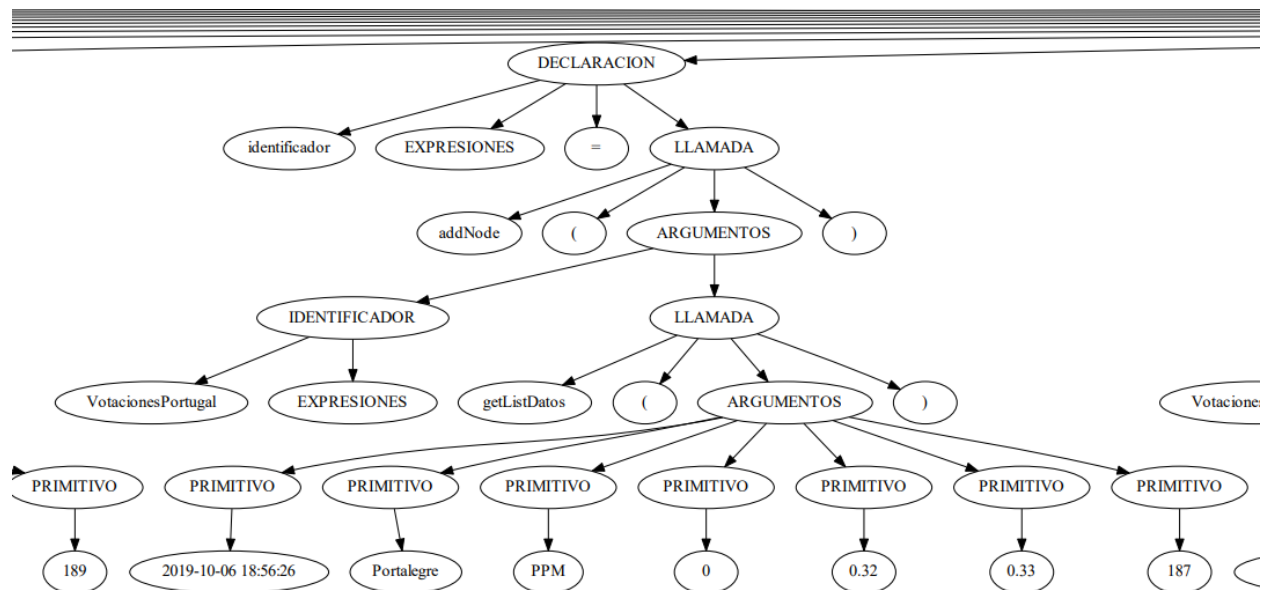 DECLARACION
identificador EXPRESIONES = LLAMADA
addNode ( ARGUMENTOS )
IDENTIFICADOR LLAMADA
VotacionesPortugal EXPRESIONES getListDatos ( ARGUMENTOS ) Votaciones
PRIMITIVO PRIMITIVO PRIMITIVO PRIMITIVO PRIMITIVO PRIMITIVO PRIMITIVO PRIMITIVO
189 2019-10-06 18:56:26 Portalegre PPM 0 0.32 0.33 187